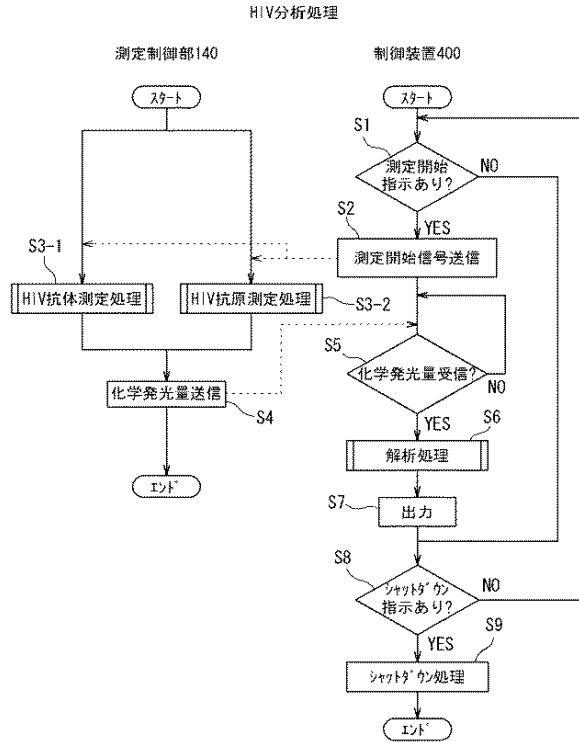 HIV分析処理
測定制御部140
制御装置400
スタート
スタート
S1
測定開始
指示あり?
NO
YES
S2
測定開始信号送信
S3-1
HIV抗体測定処理
HIV抗原測定処理
S3-2
S5
化学発光量受信?
NO
YES
化学発光量送信
S4
S6
解析処理
エンド
S7
出力
S8
シャットダウン
指示あり?
NO
YES
S9
シャットダウン処理
エンド